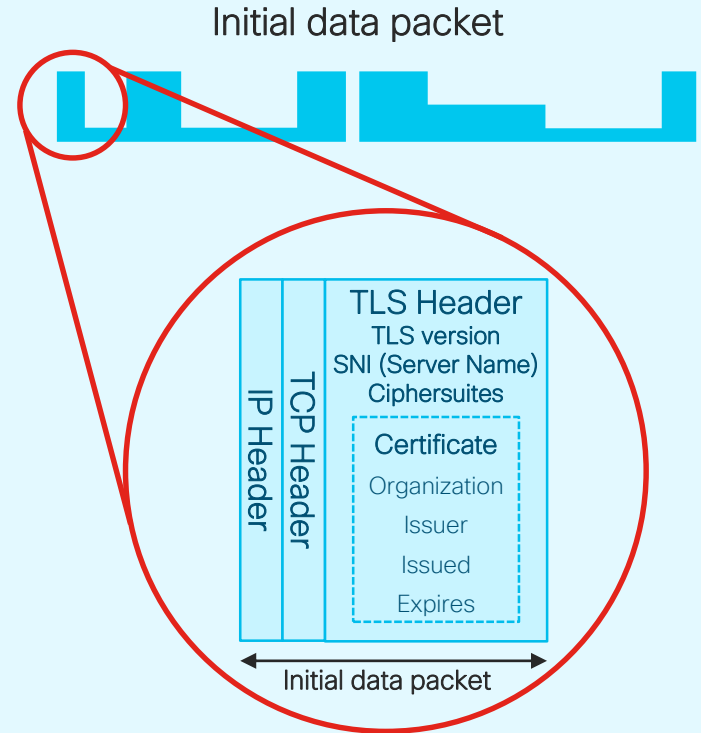 Initial data packet
IP Header
TCP Header
TLS Header
TLS version
SNI (Server Name)
Ciphersuites
Certificate
Organization
Issuer
Issued
Expires
Initial data packet